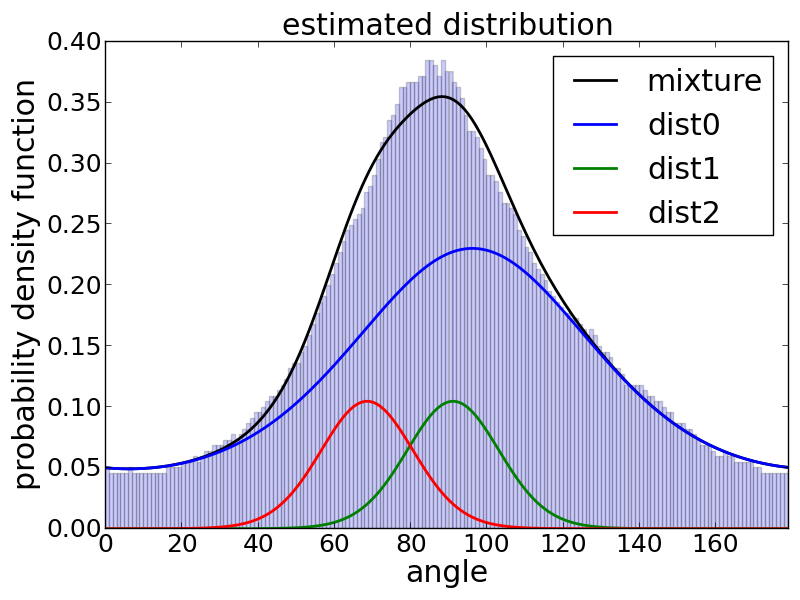 estimated distribution
probability density function
0.40
0.35
0.30
0.25
0.20
0.15
0.10
0.05
0.00
mixture
dist0
dist1
dist2
0 20 40 60 80 100 120 140 160
angle